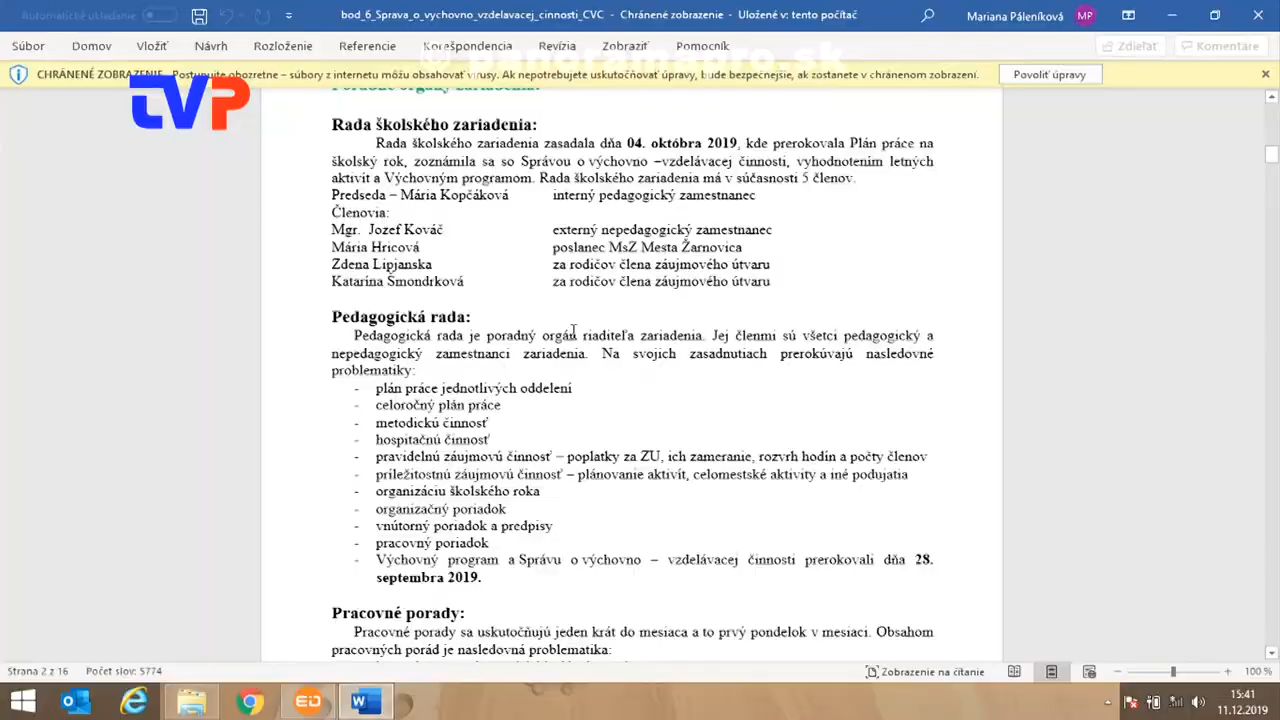 Automatické ukladanie
bod_6_Sprava_o_vychovno_vzdelavacej_cinnosti_CVC - Chránené zobrazenie - Uložené v: tento počítač
Mariana Páleníková
MP
Súbor Domov Vložiť Návrh Rozloženie Referencie Korešpondencia Revízia Zobraziť Pomocník
Zdieľať Komentáre
CHRÁNENÉ ZOBRAZENIE Postupujte obozretne – súbory z internetu môžu obsahovať vírusy. Ak nepotrebujete uskutočňovať úpravy, bude bezpečnejšie, ak zostanete v chránenom zobrazení. Povoliť úpravy
tVP
Poradné orgány zariadenia:
Rada školského zariadenia:
Rada školského zariadenia zasadala dňa 04. októbra 2019, kde prerokovala Plán práce na
školský rok, zoznámila sa so Správou o výchovno –vzdelávacej činnosti, vyhodnotením letných
aktivít a Výchovným programom. Rada školského zariadenia má v súčasnosti 5 členov.
Predseda – Mária Kopčáková interný pedagogický zamestnanec
Členovia:
Mgr. Jozef Kováč externý nepedagogický zamestnanec
Mária Hricová poslanec MsZ Mesta Žarnovica
Zdena Lipjanska za rodičov člena záujmového útvaru
Katarína Šmondrková za rodičov člena záujmového útvaru
Pedagogická rada:
Pedagogická rada je poradný orgán riaditeľa zariadenia. Jej členmi sú všetci pedagogický a
nepedagogický zamestnanci zariadenia. Na svojich zasadnutiach prerokúvajú nasledovné
problematiky:
- plán práce jednotlivých oddelení
- celoročný plán práce
- metodickú činnosť
- hospitačnú činnosť
- pravidelnú záujmovú činnosť – poplatky za ZU, ich zameranie, rozvrh hodín a počty členov
- príležitostnú záujmovú činnosť – plánovanie aktivít, celomestské aktivity a iné podujatia
- organizáciu školského roka
- organizačný poriadok
- vnútorný poriadok a predpisy
- pracovný poriadok
- Výchovný program a Správu o výchovno – vzdelávacej činnosti prerokovali dňa 28.
septembra 2019.
Pracovné porady:
Pracovné porady sa uskutočňujú jeden krát do mesiaca a to prvý pondelok v mesiaci. Obsahom
pracovných porád je nasledovná problematika:
Strana 2 z 16 Počet slov: 5774
Zobrazenie na čítanie
100 %
15:41
11.12.2019